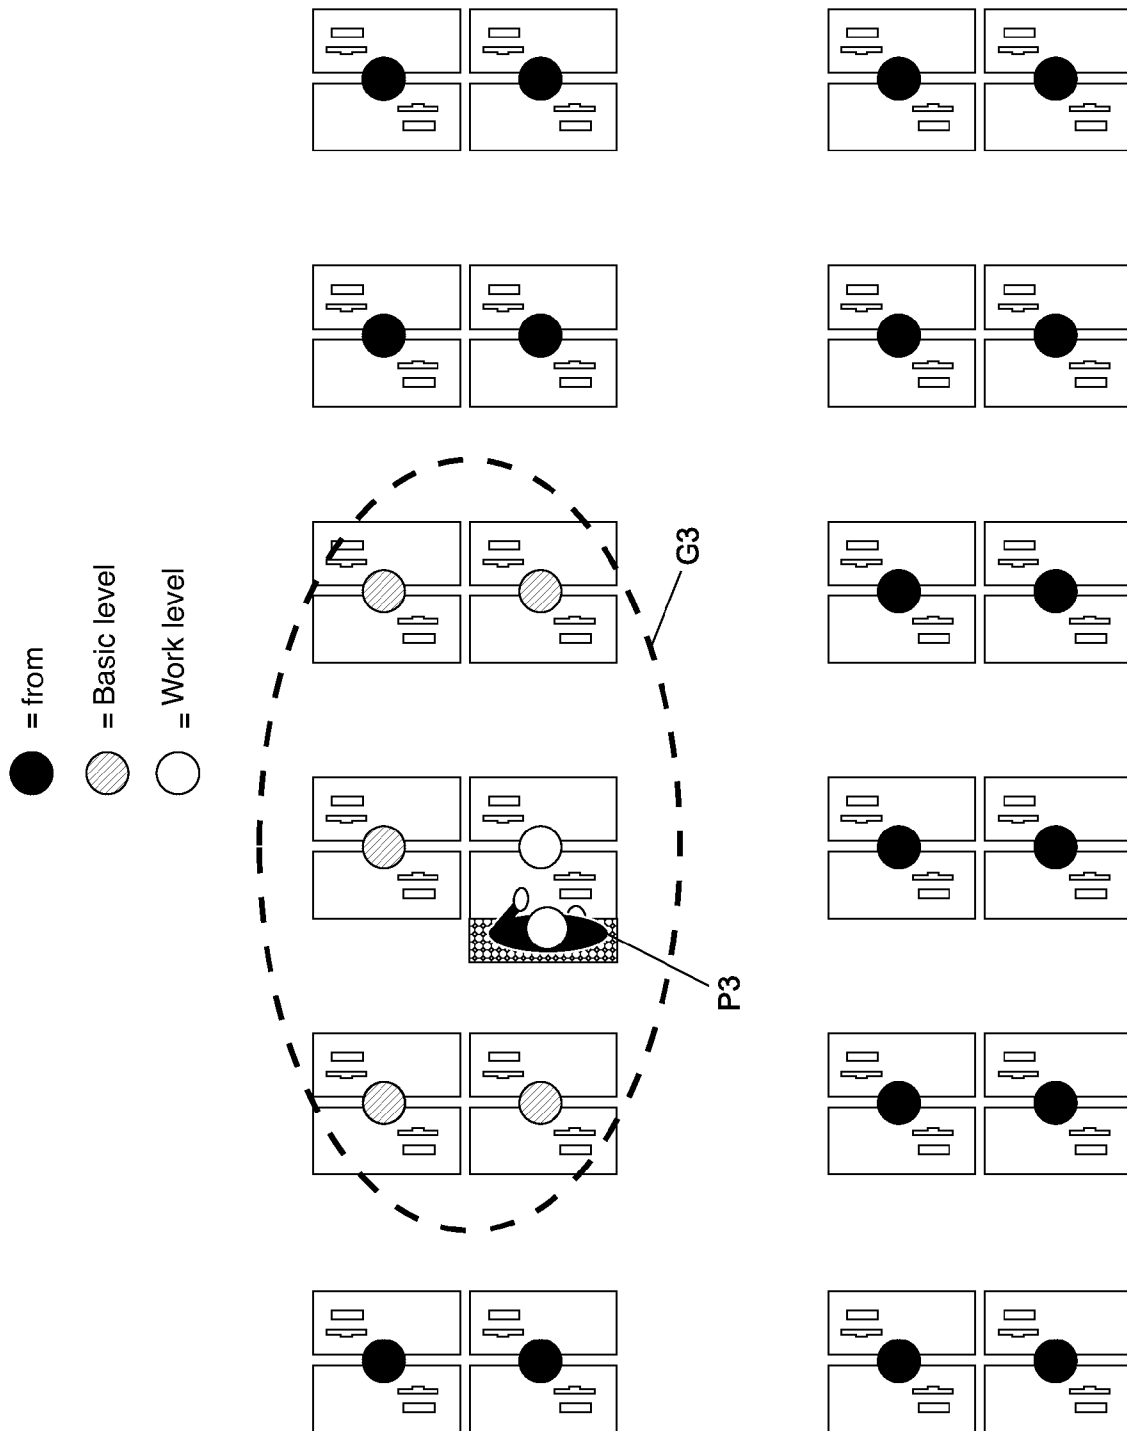 = from
= Basic level
= Work level
G3
P3